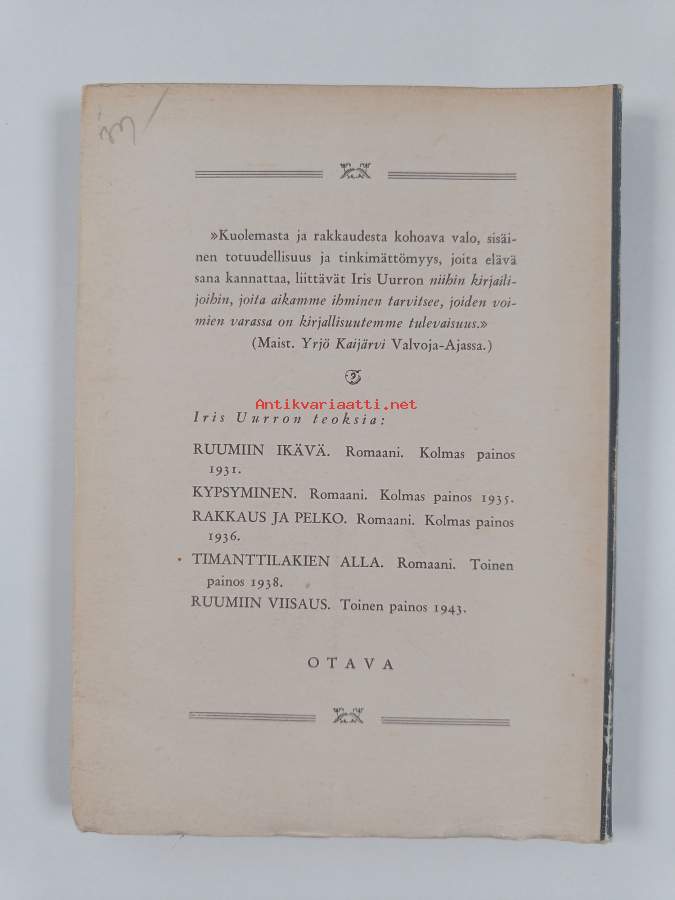 »Kuolemasta ja rakkaudesta kohoava valo, sisäi-
nen totuudellisuus ja tinkimättömyys, joita elävä
sana kannattaa, liittävät Iris Uurron niihin kirjaili-
joihin, joita aikamme ihminen tarvitsee, joiden voi-
mien varassa on kirjallisuutemme tulevaisuus.»
(Maist. Yrjö Kaijärvi Valvoja-Ajassa.)
Antikvariaatti.net
Iris Uurron teoksia:
RUUMIIN IKÄVÄ. Romaani. Kolmas painos
1931.
KYPSYMINEN. Romaani. Kolmas painos 1935.
RAKKAUS JA PELKO. Romaani. Kolmas painos
1936.
TIMANTTILAKIEN ALLA. Romaani. Toinen
painos 1938.
RUUMIIN VIISAUS. Toinen painos 1943.
OTAVA